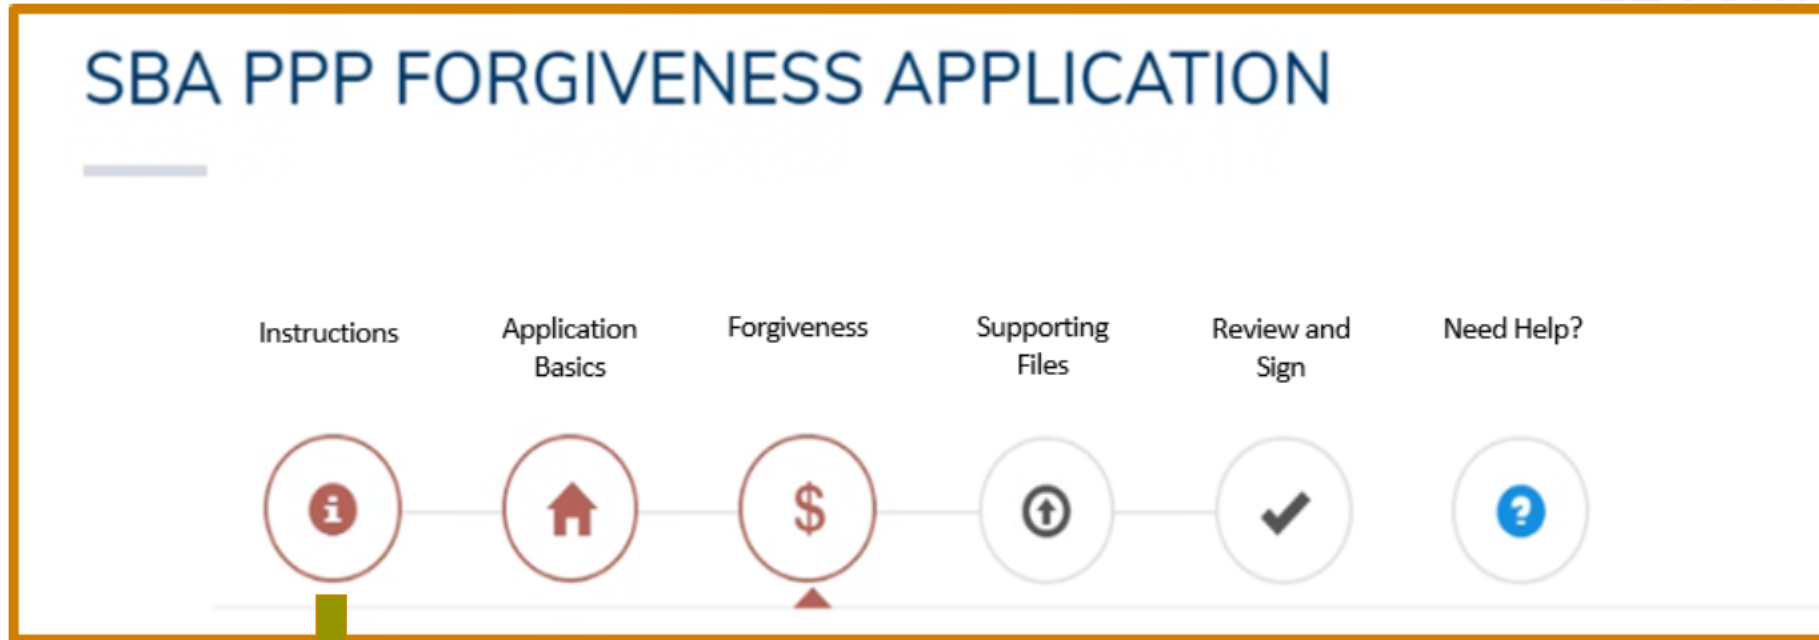 SBA PPP FORGIVENESS APPLICATION
Instructions
Application
Basics
Forgiveness
Supporting
Files
Review and
Sign
Need Help?
i
$
?